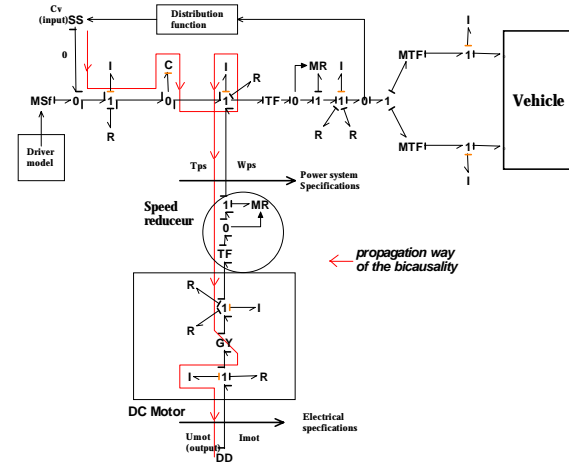 Cv
(input)
SS
Distribution
function
0
I
C
I
R
MR
I
MTF
1
I
MSf
0
1
0
1
TF
0
1
1
0
1
Vehicle
R
R
R
Driver
model
MTF
1
I
Tps
Wps
Power system
Specifications
Speed
reduceur
1
MR
0
TF
propagation way
of the bicausality
R
1
I
R
GY
I
1
R
DC Motor
Electrical
specfications
Umot
(output)
Imot
DD